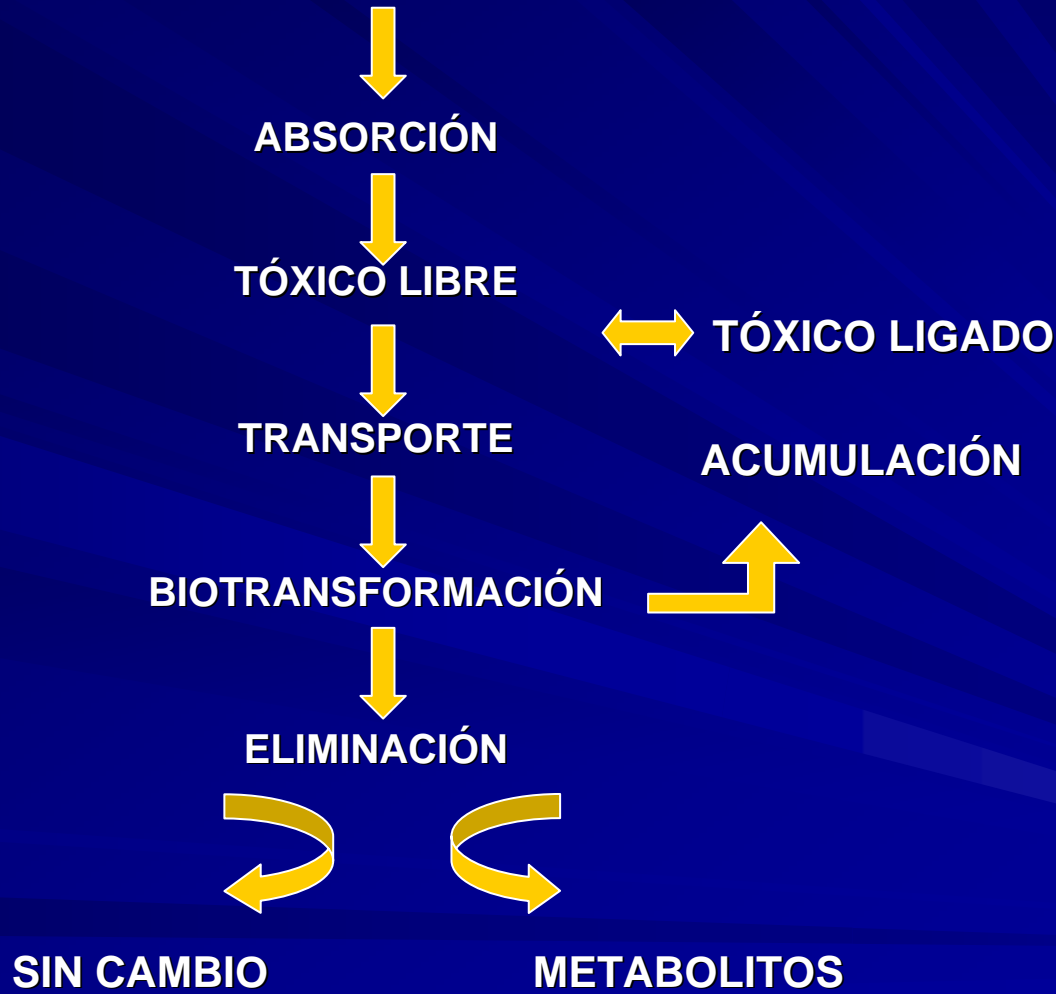 ABSORCIÓN
TÓXICO LIBRE
TÓXICO LIGADO
TRANSPORTE
ACUMULACIÓN
BIOTRANSFORMACIÓN
ELIMINACIÓN
SIN CAMBIO
METABOLITOS